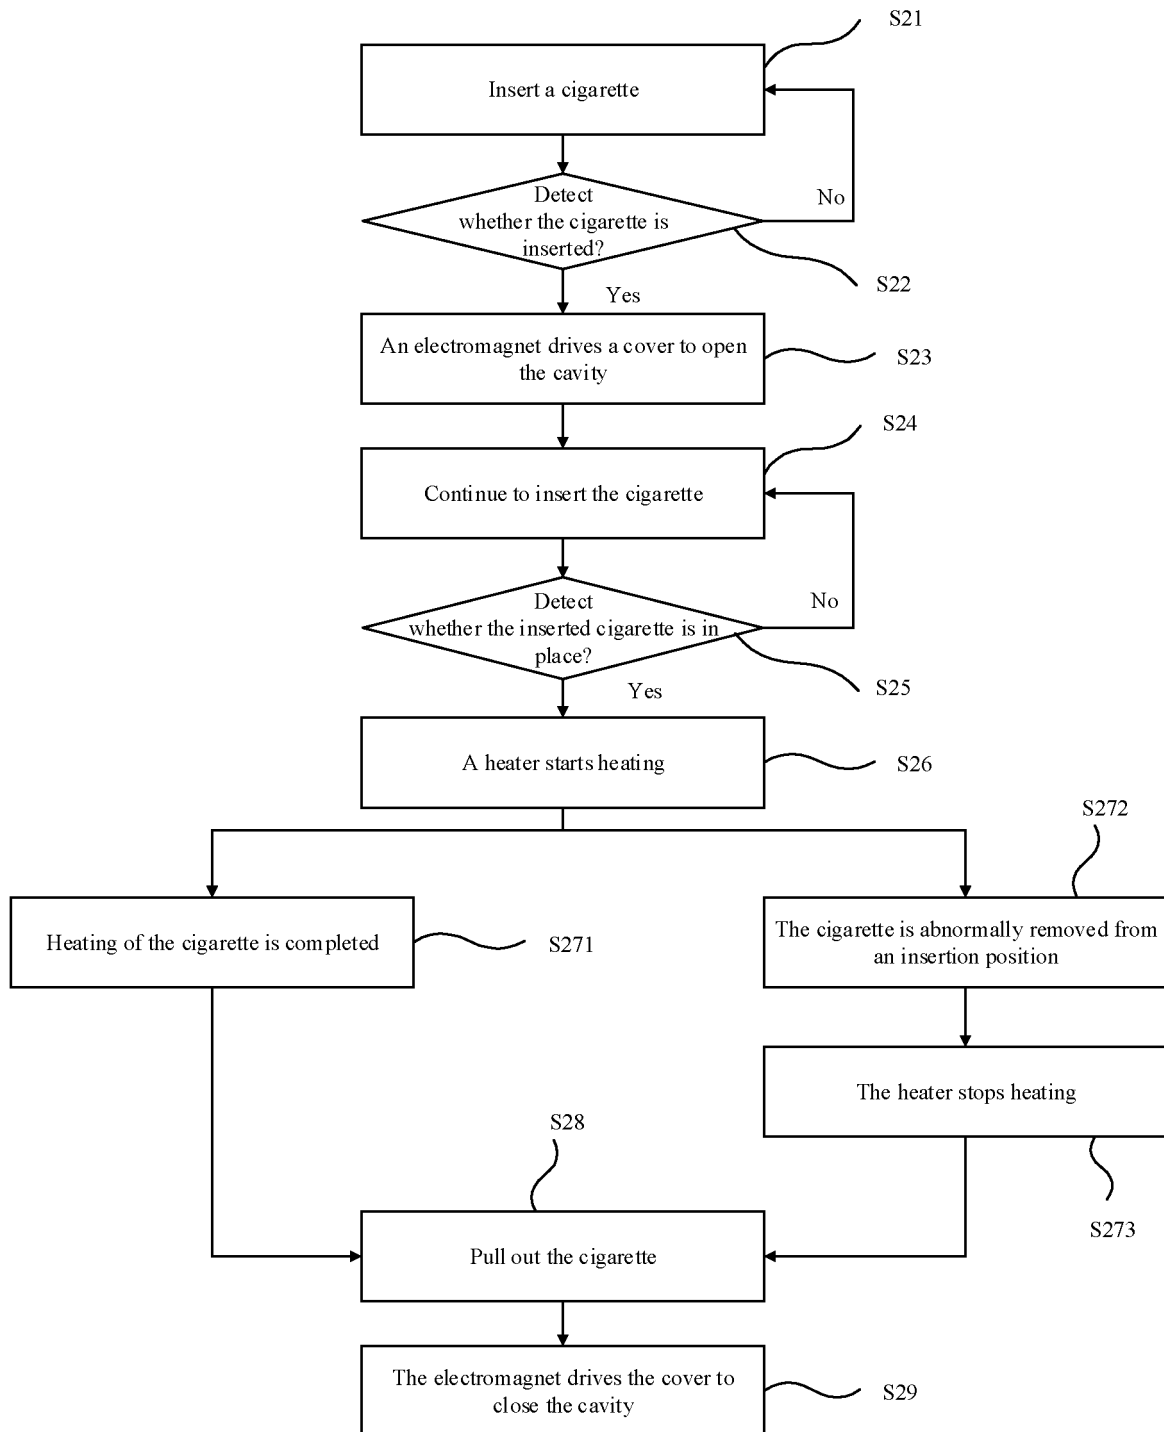 S21
Insert a cigarette
No
Detect
whether the cigarette is
inserted?
S22
Yes
An electromagnet drives a cover to open
the cavity
S23
S24
Continue to insert the cigarette
No
Detect
whether the inserted cigarette is in
place?
S25
Yes
A heater starts heating
S26
S272
Heating of the cigarette is completed
S271
The cigarette is abnormally removed from
an insertion position
The heater stops heating
S273
S28
Pull out the cigarette
The electromagnet drives the cover to
close the cavity
S29